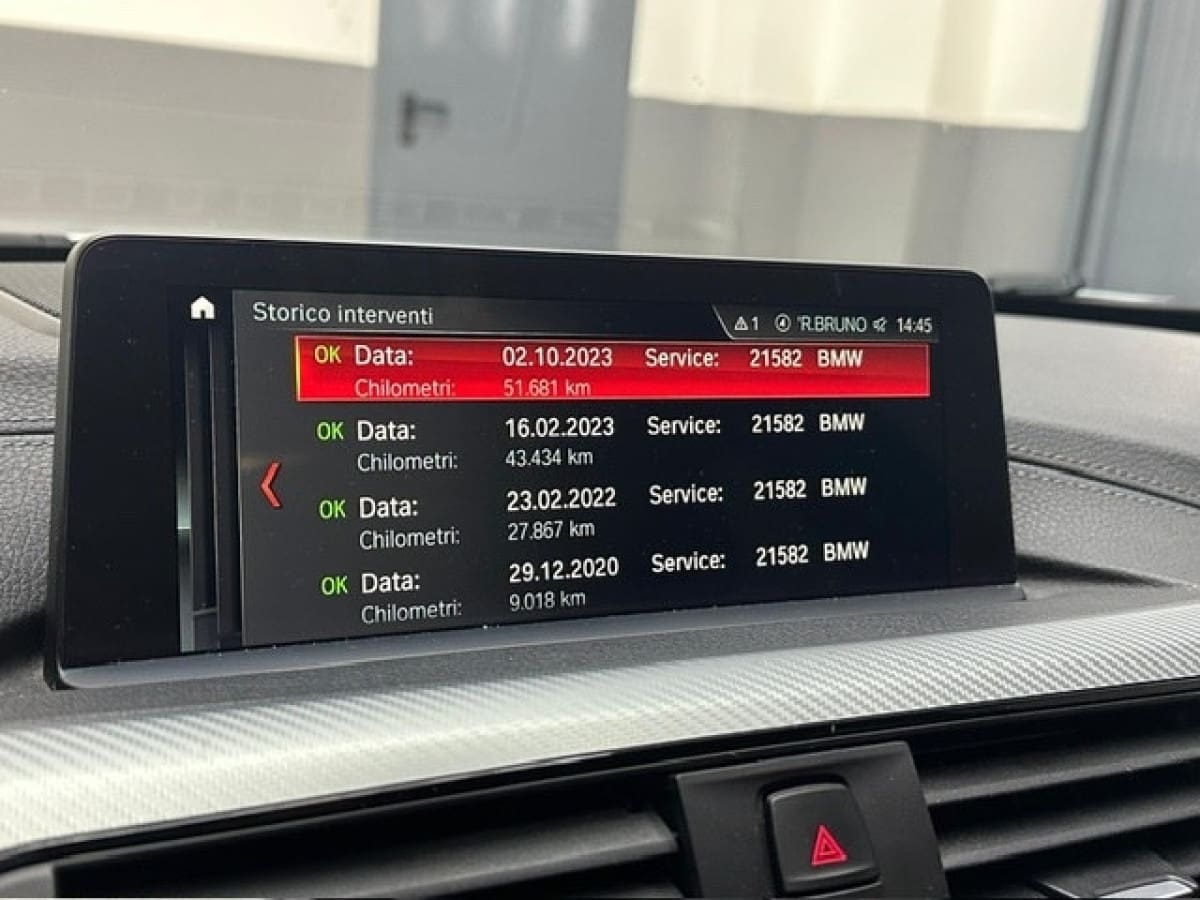 Storico interventi
1 'R.BRUNO 14:45
OK Data: 02.10.2023 Service: 21582 BMW
Chilometri: 51.681 km
OK Data: 16.02.2023 Service: 21582 BMW
Chilometri: 43.434 km
OK Data: 23.02.2022 Service: 21582 BMW
Chilometri: 27.867 km
OK Data: 29.12.2020 Service: 21582 BMW
Chilometri: 9.018 km